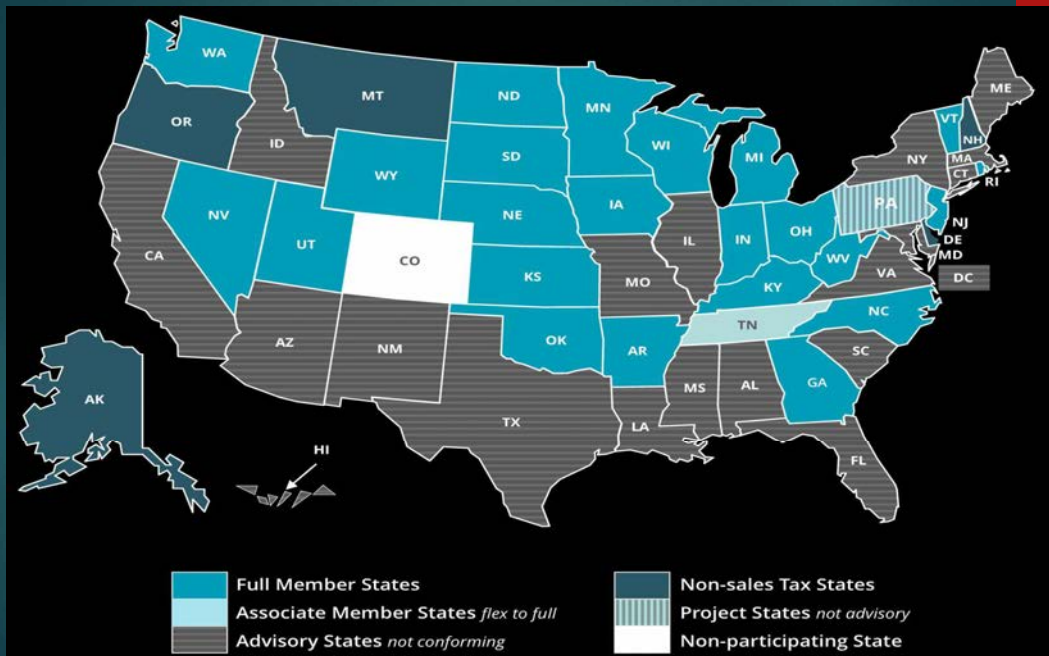 WA
MT
ND
MN
ME
OR
ID
SD
WI
MI
VT
NH
NY
MA
CT
RI
WY
IA
PA
NJ
NV
UT
NE
IL
IN
OH
DE
MD
CA
CO
KS
MO
WV
VA
DC
KY
AZ
NM
OK
AR
TN
NC
SC
TX
MS
AL
GA
LA
FL
AK
HI
Full Member States
Associate Member States flex to full
Advisory States not conforming
Non-sales Tax States
Project States not advisory
Non-participating State